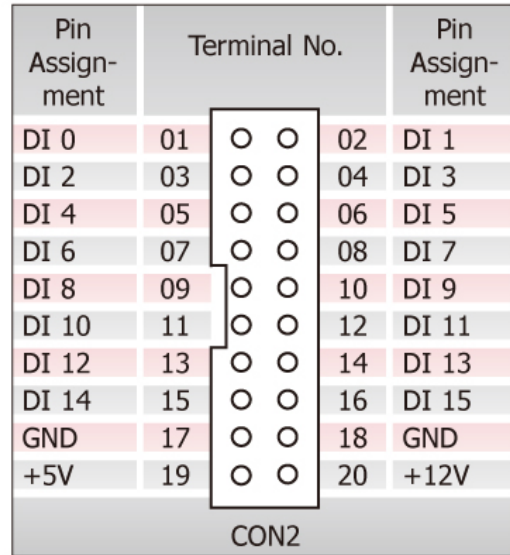 Pin Assign-ment Terminal No. Pin Assign-ment
DI 0 01 02 DI 1
DI 2 03 04 DI 3
DI 4 05 06 DI 5
DI 6 07 08 DI 7
DI 8 09 10 DI 9
DI 10 11 12 DI 11
DI 12 13 14 DI 13
DI 14 15 16 DI 15
GND 17 18 GND
+5V 19 20 +12V
CON2